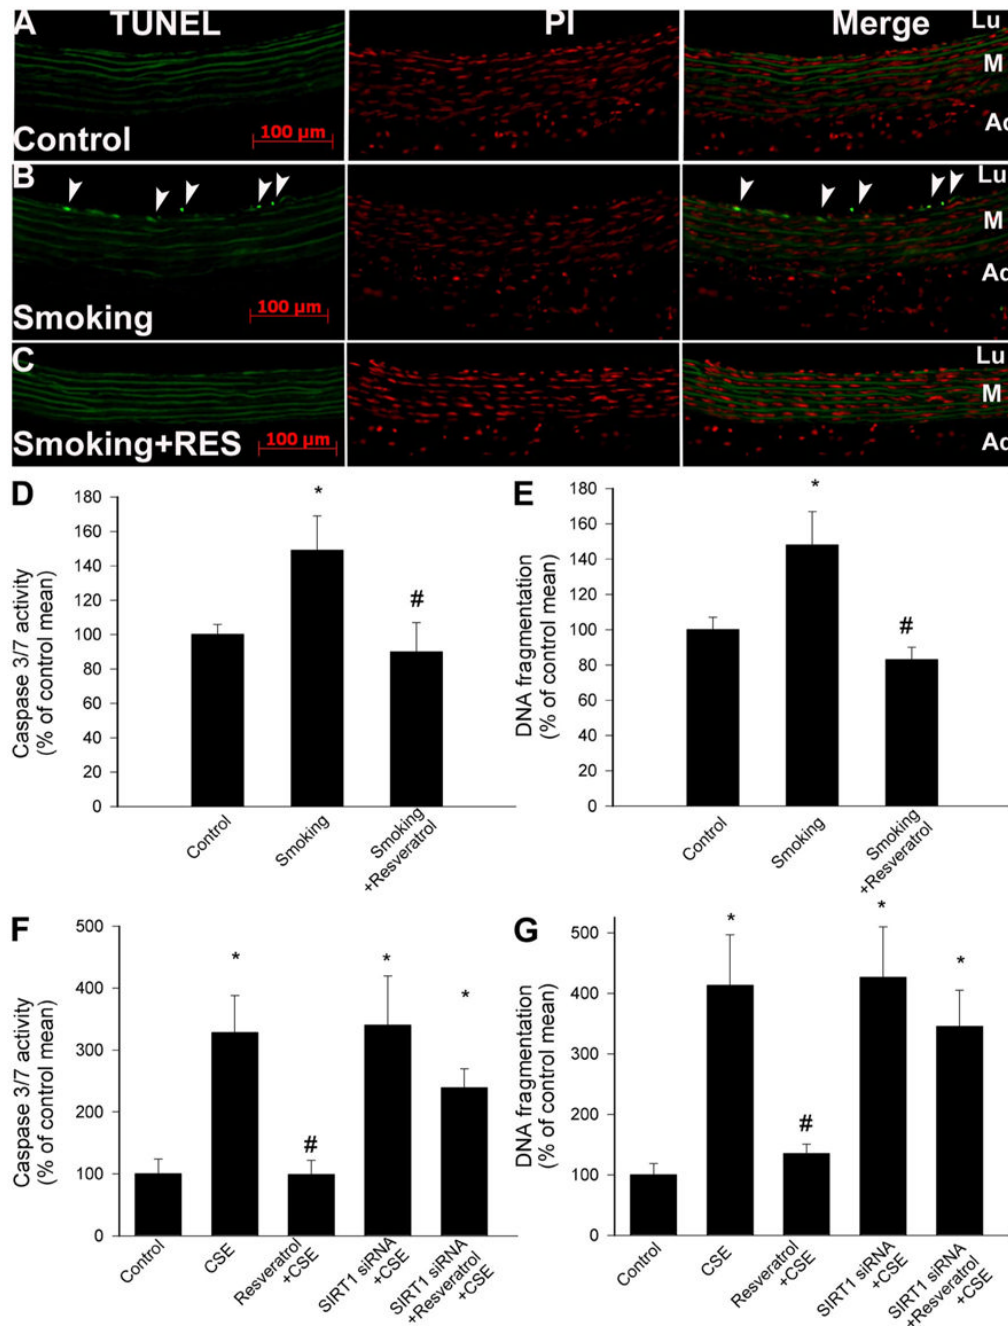 A TUNEL PI Merge Lu
M
Ad
Control 100 µm
B Lu
M
Ad
Smoking 100 µm
C Lu
M
Ad
Smoking+RES 100 µm
D
Caspase 3/7 activity
(% of control mean)
180
160
140
120
100
80
60
40
20
0
*
#
Control
Smoking
Smoking
+Resveratrol
E
DNA fragmentation
(% of control mean)
180
160
140
120
100
80
60
40
20
0
*
#
Control
Smoking
Smoking
+Resveratrol
F
Caspase 3/7 activity
(% of control mean)
500
400
300
200
100
0
*
#
*
*
Control
CSE
Resveratrol
+CSE
SIRT1 siRNA
+CSE
SIRT1 siRNA
+Resveratrol
+CSE
G
DNA fragmentation
(% of control mean)
500
400
300
200
100
0
*
#
*
*
Control
CSE
Resveratrol
+CSE
SIRT1 siRNA
+CSE
SIRT1 siRNA
+Resveratrol
+CSE